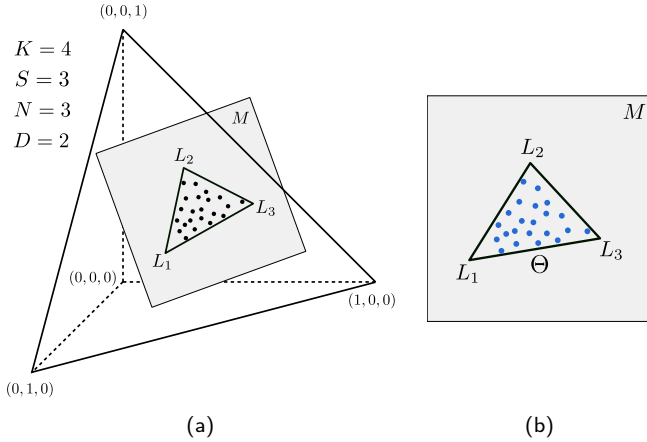 (0, 0, 1)
K = 4
S = 3
N = 3
D = 2
M
L₂
L₃
L₁
(0, 0, 0)
(1, 0, 0)
(0, 1, 0)
(a)
M
L₂
L₃
L₁
Θ
(b)